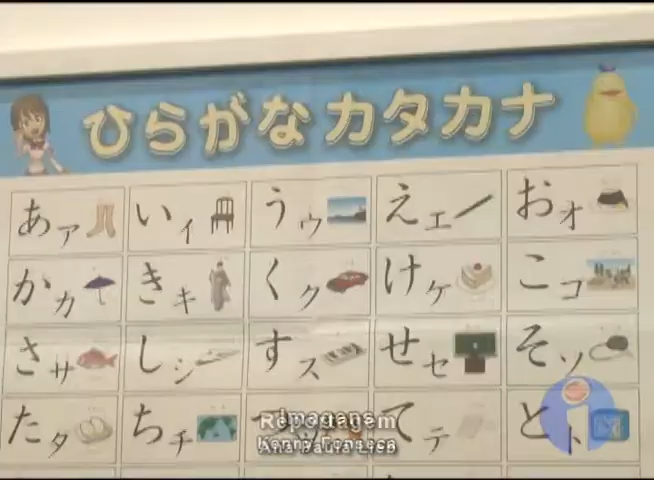 ひらがなカタカナ
あア いイ うウ えエ おオ
かカ きキ くク けケ こコ
さサ しシ すス せセ そソ
たタ ちチ つ てテ とト
Reportagem